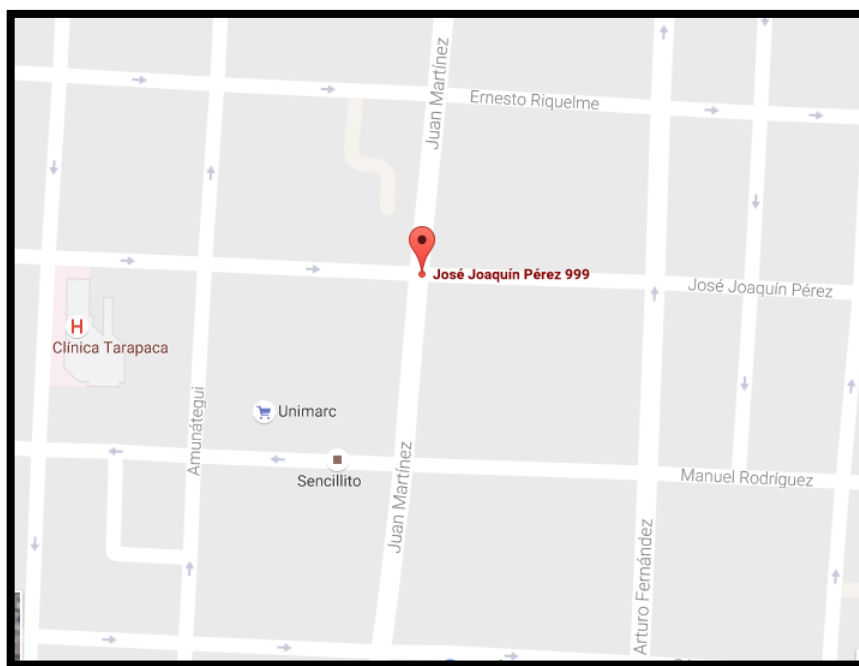 Juan Martínez
Ernesto Riquelme
José Joaquín Pérez 999
José Joaquín Pérez
H
Clínica Tarapaca
Unimarc
Amunátegui
Sencillito
Manuel Rodríguez
Juan Martínez
Arturo Fernández